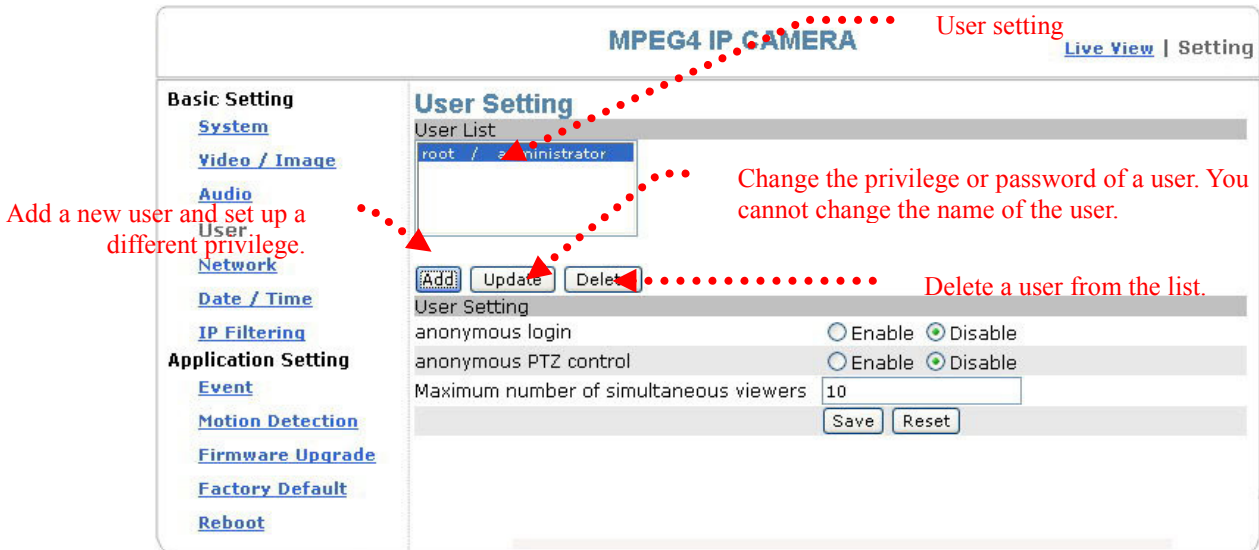 MPEG4 IP CAMERA
User setting
Live View | Setting
Basic Setting
System
Video / Image
Audio
User
Network
Date / Time
IP Filtering
Application Setting
Event
Motion Detection
Firmware Upgrade
Factory Default
Reboot
Add a new user and set up a
different privilege.
User Setting
User List
root / administrator
Change the privilege or password of a user. You
cannot change the name of the user.
Add Update Delete
Delete a user from the list.
User Setting
anonymous login Enable Disable
anonymous PTZ control Enable Disable
Maximum number of simultaneous viewers 10
Save Reset